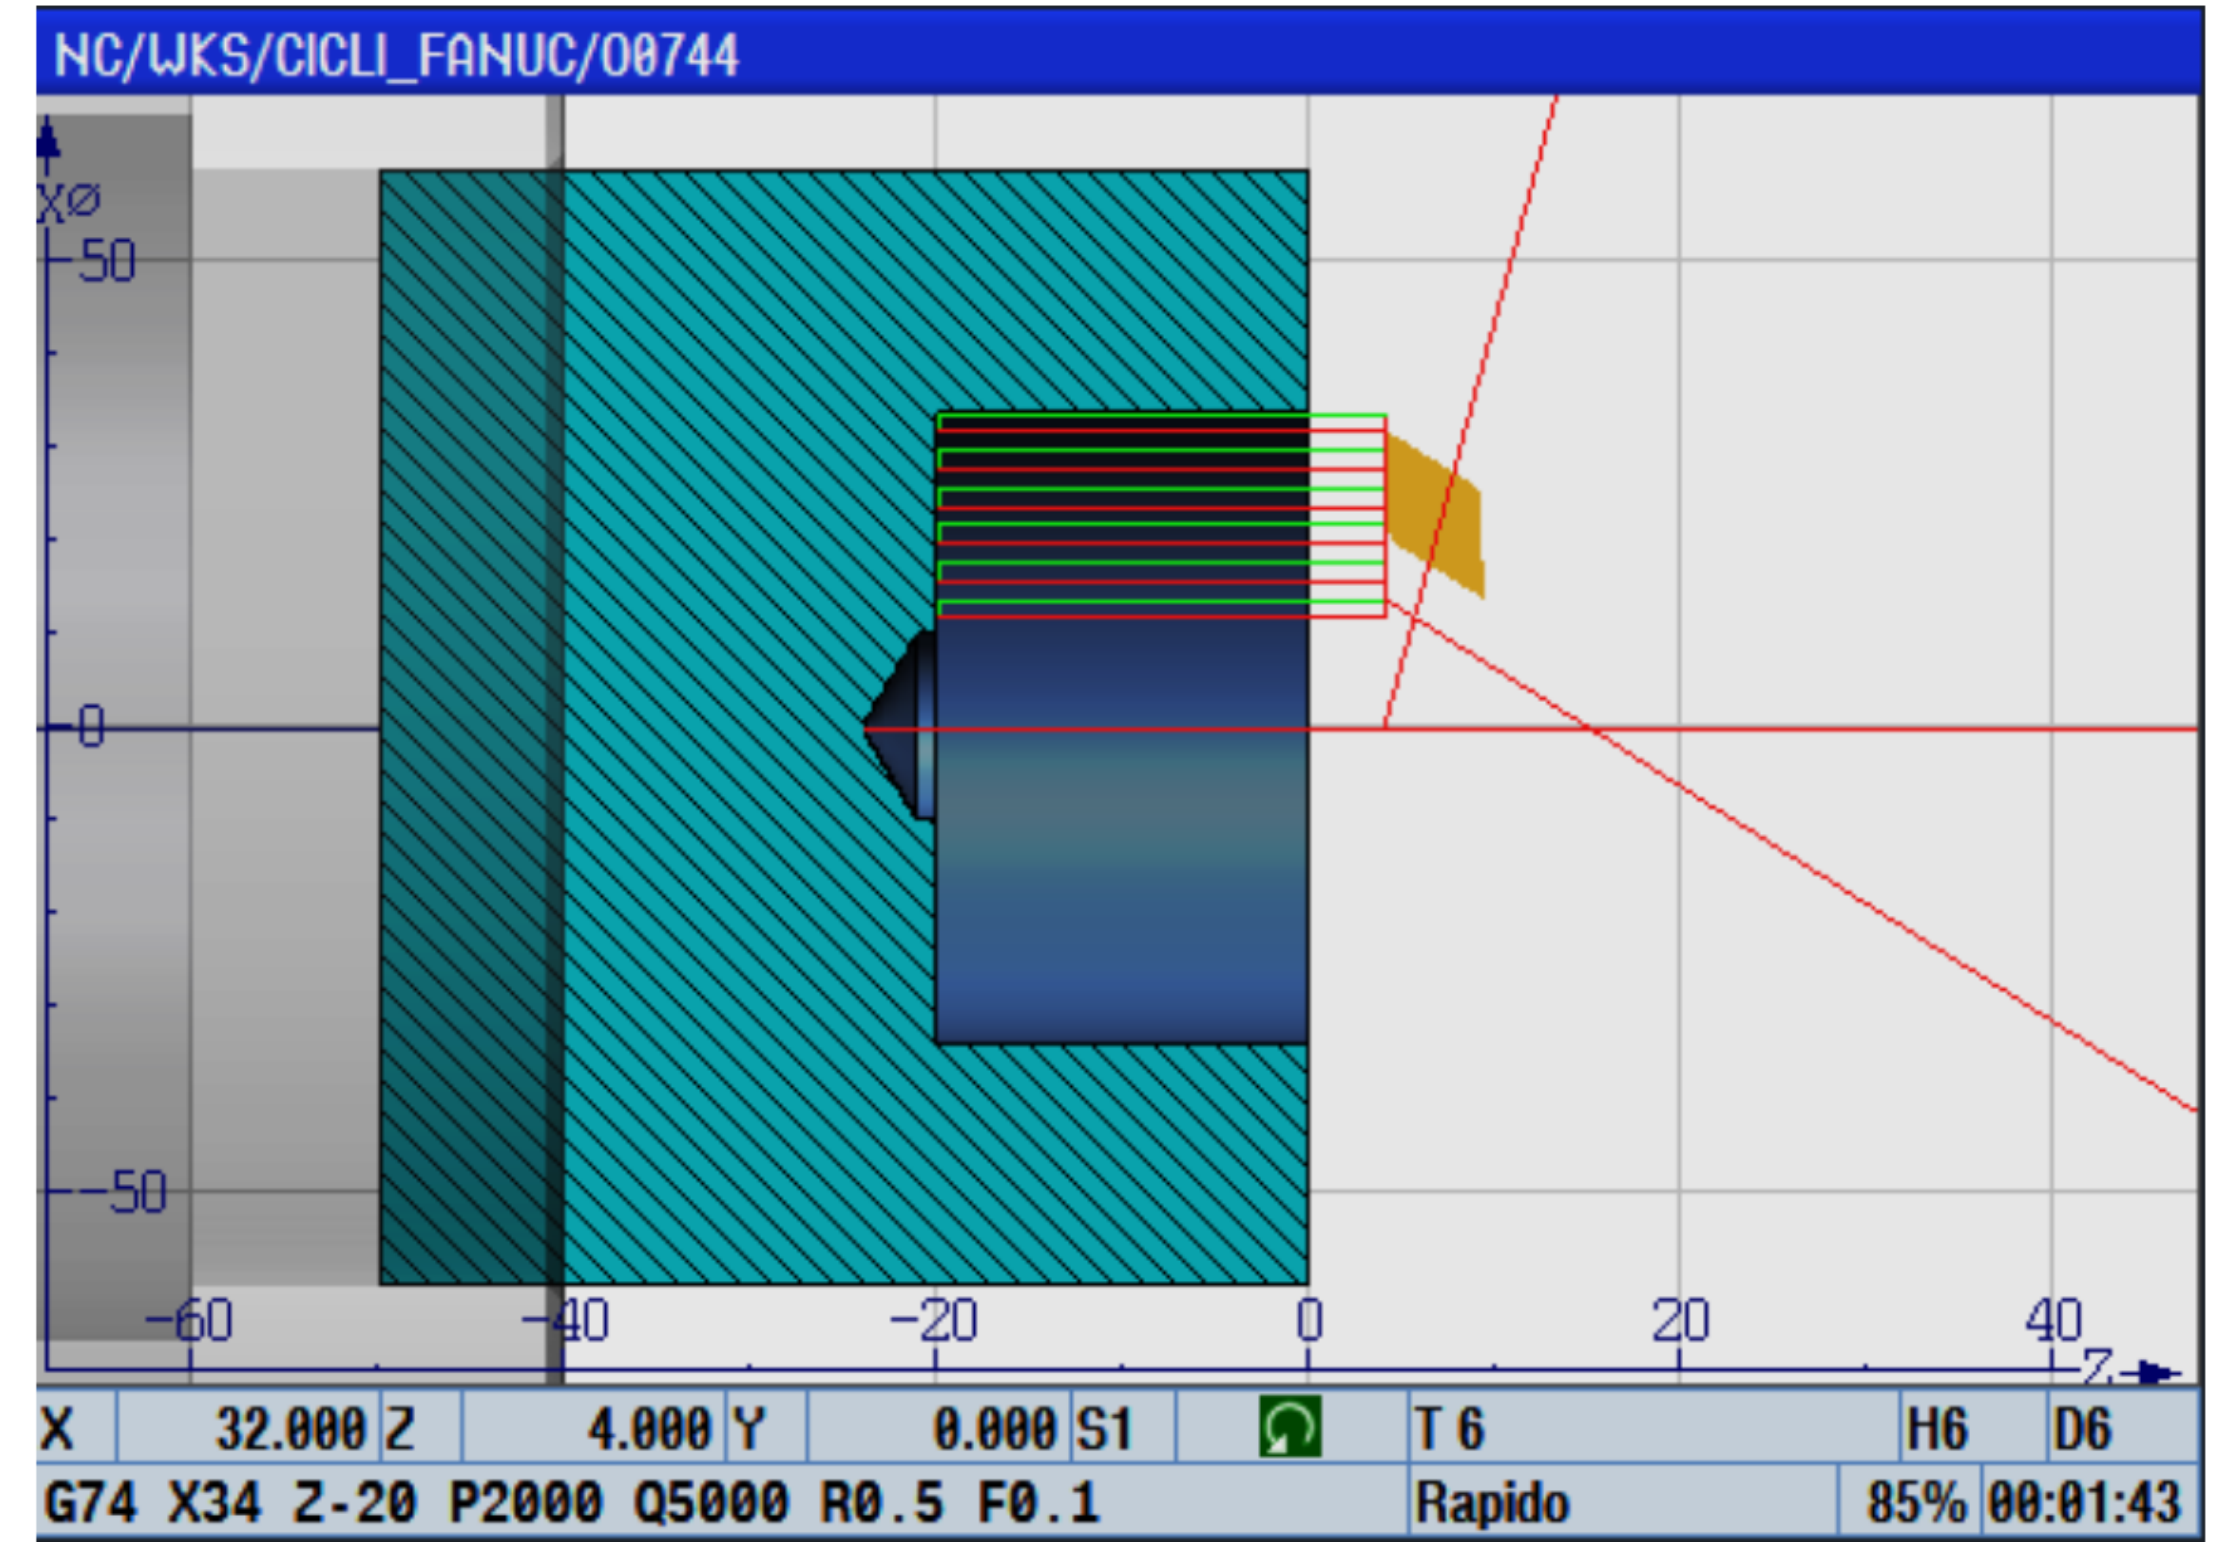 NC/WKS/CICLI_FANUC/O0744
XØ
50
0
-50
-60 -40 -20 0 20 40
Z
X 32.000 Z 4.000 Y 0.000 S1 T 6 H6 D6
G74 X34 Z-20 P2000 Q5000 R0.5 F0.1 Rapido 85% 00:01:43